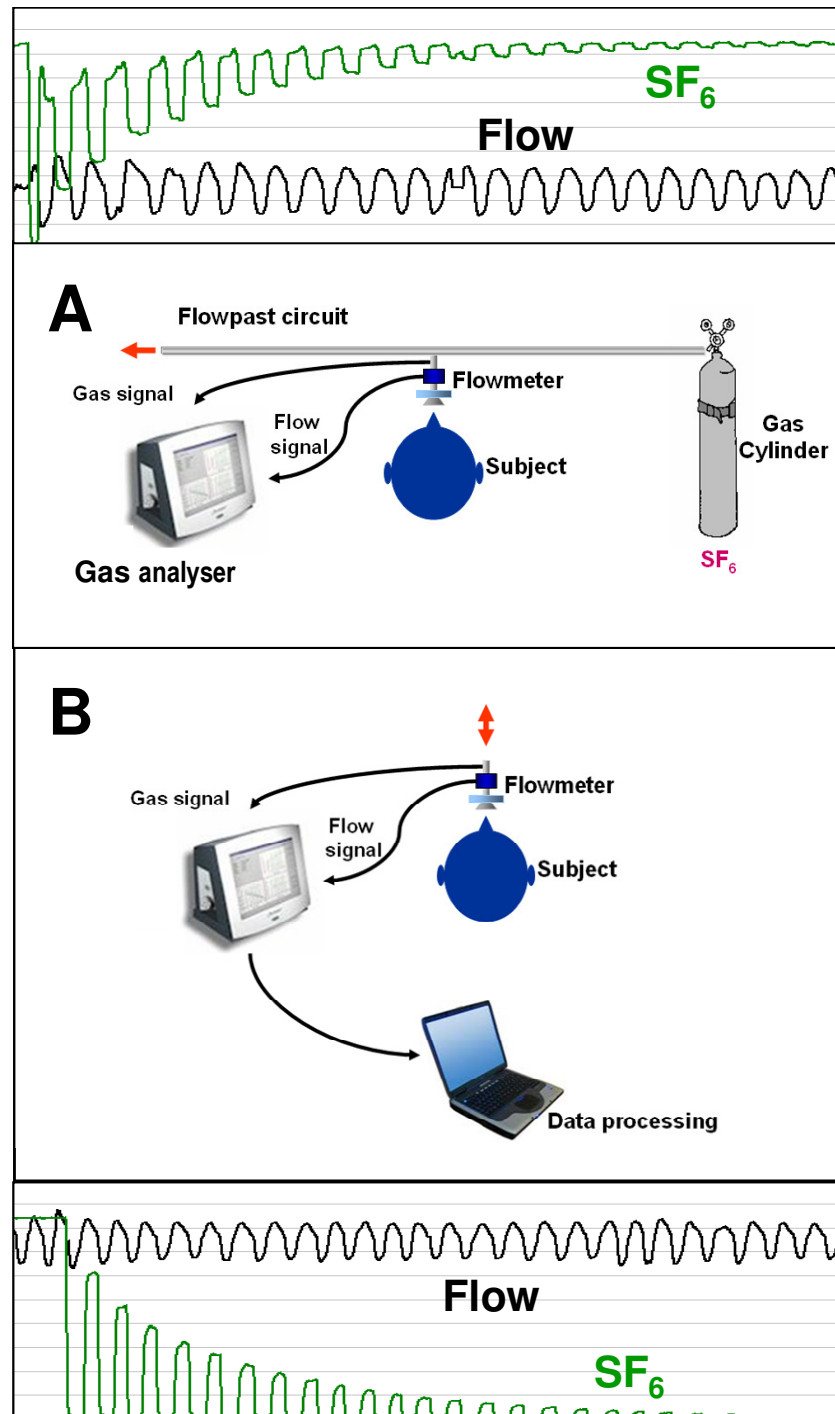 SF6
Flow
A
Flowpast circuit
Gas signal
Flowmeter
Flow
signal
Subject
Gas
Cylinder
Gas analyser
SF6
B
Gas signal
Flowmeter
Flow
signal
Subject
Data processing
Flow
SF6